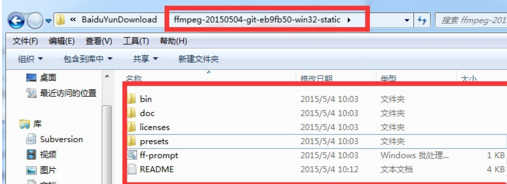 BaiduYunDownload ▸ ffmpeg-20150504-git-eb9fb50-win32-static ▸
搜索 ffmpeg-20150504
文件(F) 编辑(E) 查看(V) 工具(T) 帮助(H)
组织 包含到库中 共享 新建文件夹
桌面 名称 修改日期 类型 大小
最近访问的位置
bin 2015/5/4 10:03 文件夹
doc 2015/5/4 10:03 文件夹
库
licenses 2015/5/4 10:03 文件夹
Subversion
presets 2015/5/4 10:03 文件夹
视频
ff-prompt 2015/5/4 10:03 Windows 批处理... 1 KB
图片
README 2015/5/4 10:12 文本文档 4 KB